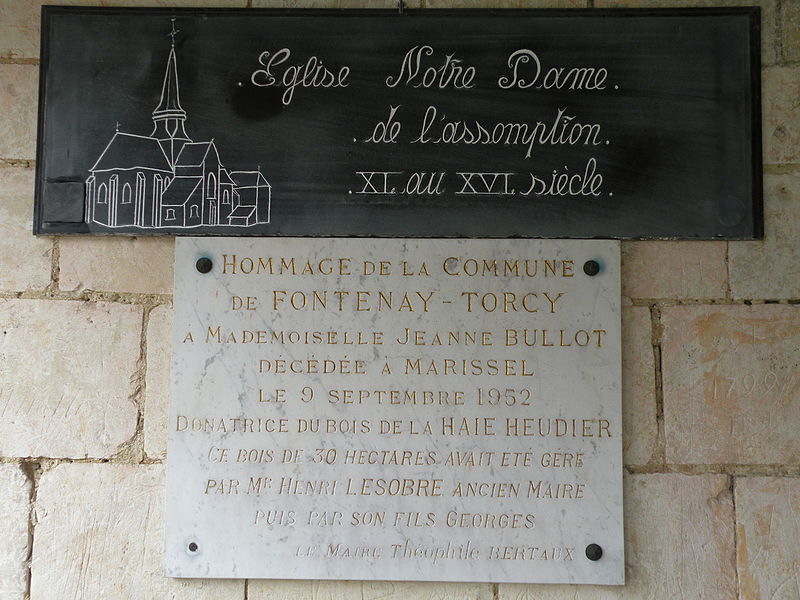 . Eglise Notre Dame .
. de l'assomption .
. XI. au XVI. siècle .
HOMMAGE DE LA COMMUNE
DE FONTENAY-TORCY
A MADEMOISELLE JEANNE BULLOT
DÉCÉDÉE À MARISSEL
LE 9 SEPTEMBRE 1952
DONATRICE DU BOIS DE LA HAIE HEUDIER
CE BOIS DE 30 HECTARES AVAIT ETÉ GÉRÉ
PAR MR HENRI LESOBRE ANCIEN MAIRE
PUIS PAR SON FILS GEORGES
LE MAIRE Théophile BERTAUX